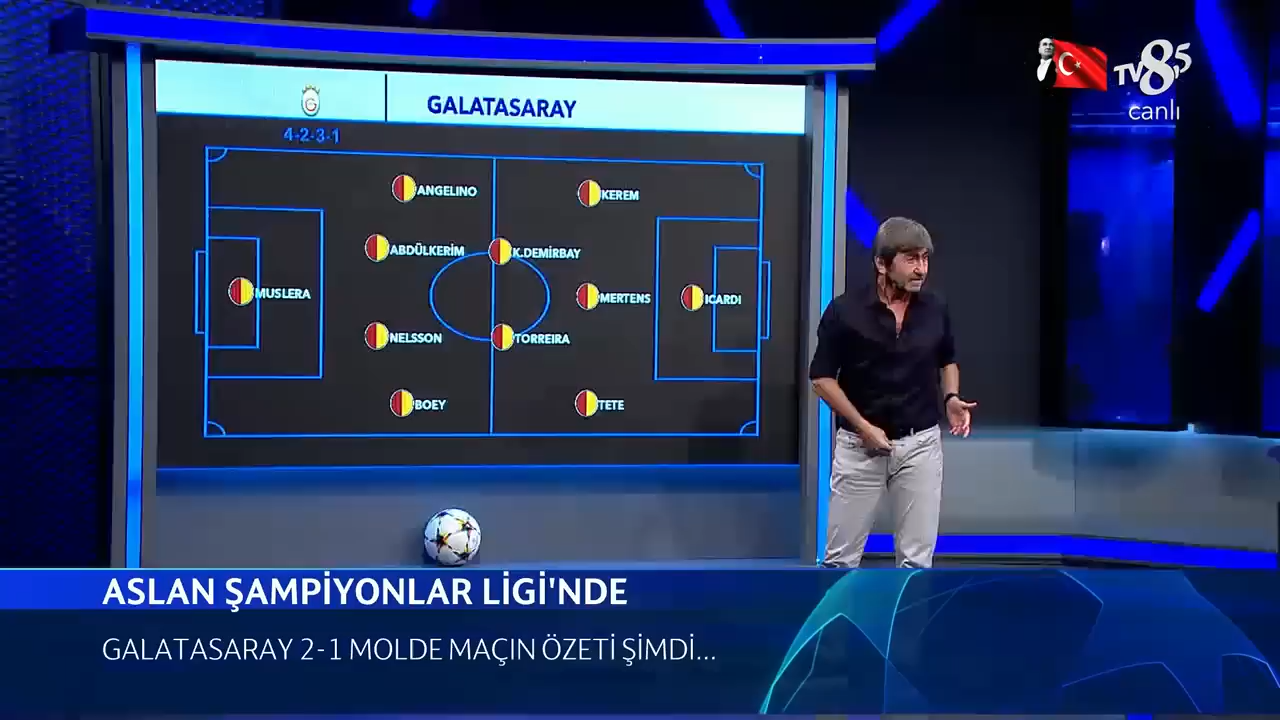 TV8,5
canlı
GALATASARAY
4-2-3-1
ANGELINO
KEREM
ABDÜLKERİM
K.DEMİRBAY
MUSLERA
MERTENS
ICARDI
NELSSON
TORREIRA
BOEY
TETE
ASLAN ŞAMPİYONLAR LİGİ'NDE
GALATASARAY 2-1 MOLDE MAÇIN ÖZETİ ŞİMDİ...